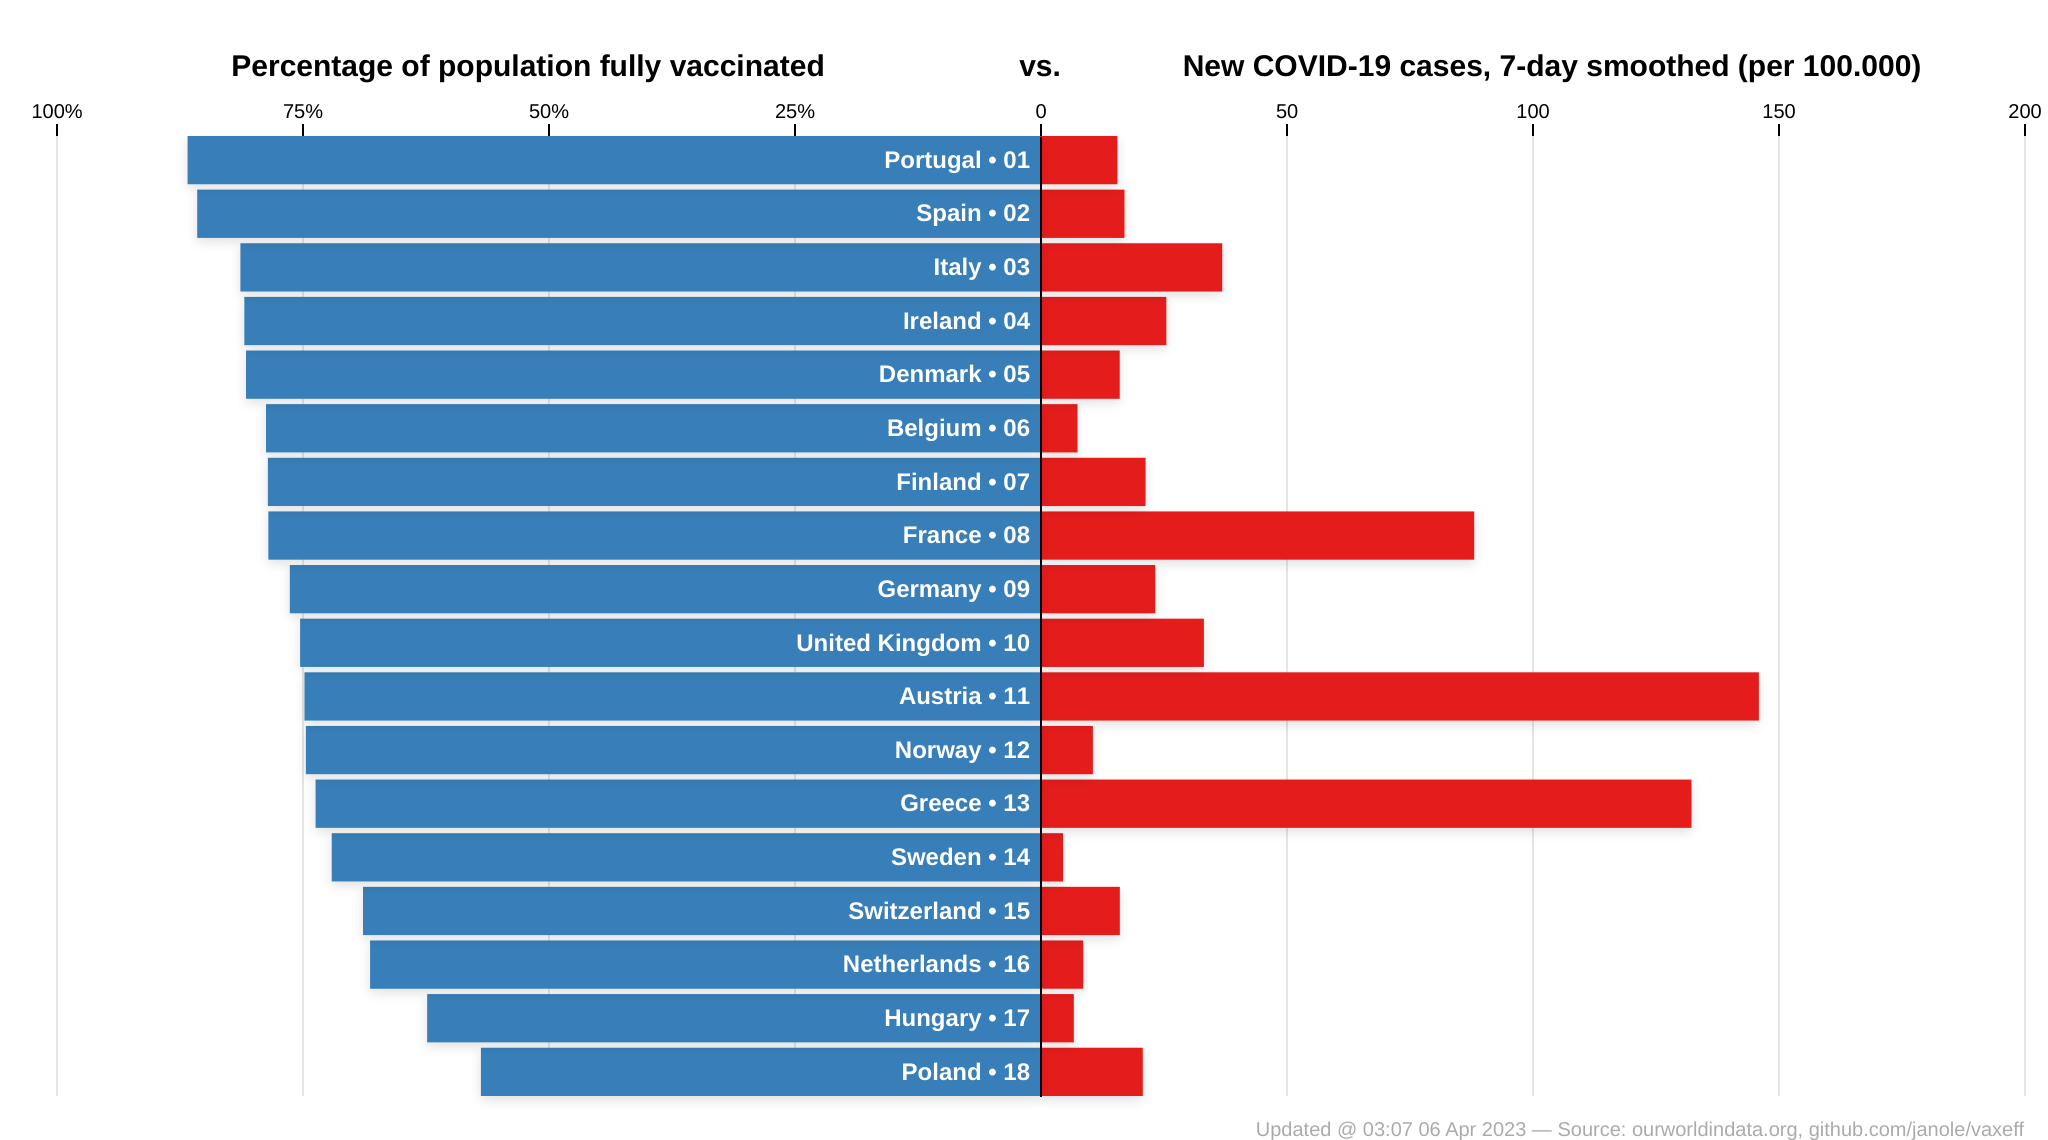 Percentage of population fully vaccinated vs. New COVID-19 cases, 7-day smoothed (per 100.000)
100% 75% 50% 25% 0 50 100 150 200
Portugal • 01
Spain • 02
Italy • 03
Ireland • 04
Denmark • 05
Belgium • 06
Finland • 07
France • 08
Germany • 09
United Kingdom • 10
Austria • 11
Norway • 12
Greece • 13
Sweden • 14
Switzerland • 15
Netherlands • 16
Hungary • 17
Poland • 18
Updated @ 03:07 06 Apr 2023 — Source: ourworldindata.org, github.com/janole/vaxeff